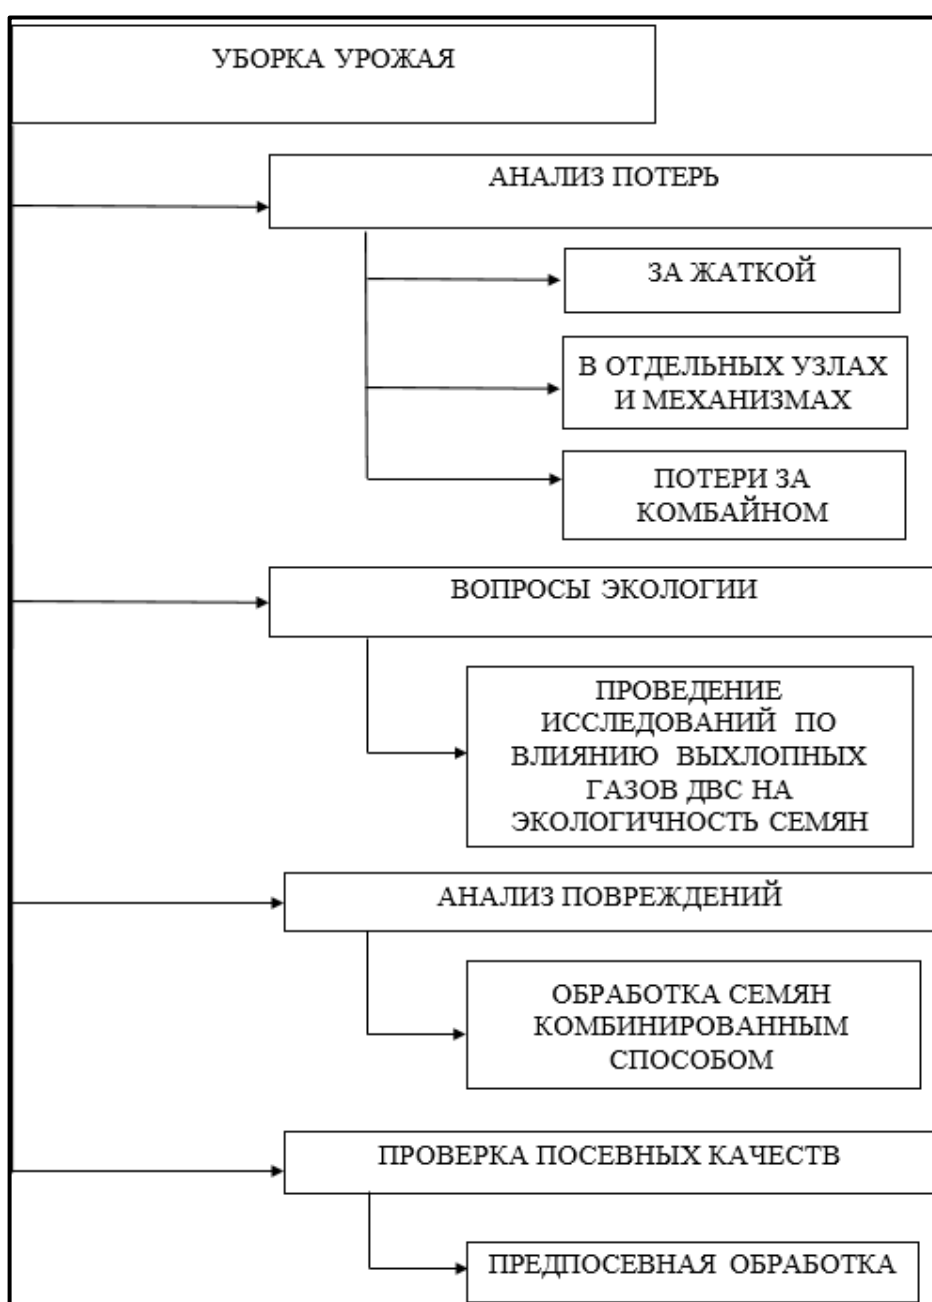 УБОРКА УРОЖАЯ
АНАЛИЗ ПОТЕРЬ
ЗА ЖАТКОЙ
В ОТДЕЛЬНЫХ УЗЛАХ
И МЕХАНИЗМАХ
ПОТЕРИ ЗА
КОМБАЙНОМ
ВОПРОСЫ ЭКОЛОГИИ
ПРОВЕДЕНИЕ
ИССЛЕДОВАНИЙ ПО
ВЛИЯНИЮ ВЫХЛОПНЫХ
ГАЗОВ ДВС НА
ЭКОЛОГИЧНОСТЬ СЕМЯН
АНАЛИЗ ПОВРЕЖДЕНИЙ
ОБРАБОТКА СЕМЯН
КОМБИНИРОВАННЫМ
СПОСОБОМ
ПРОВЕРКА ПОСЕВНЫХ КАЧЕСТВ
ПРЕДПОСЕВНАЯ ОБРАБОТКА